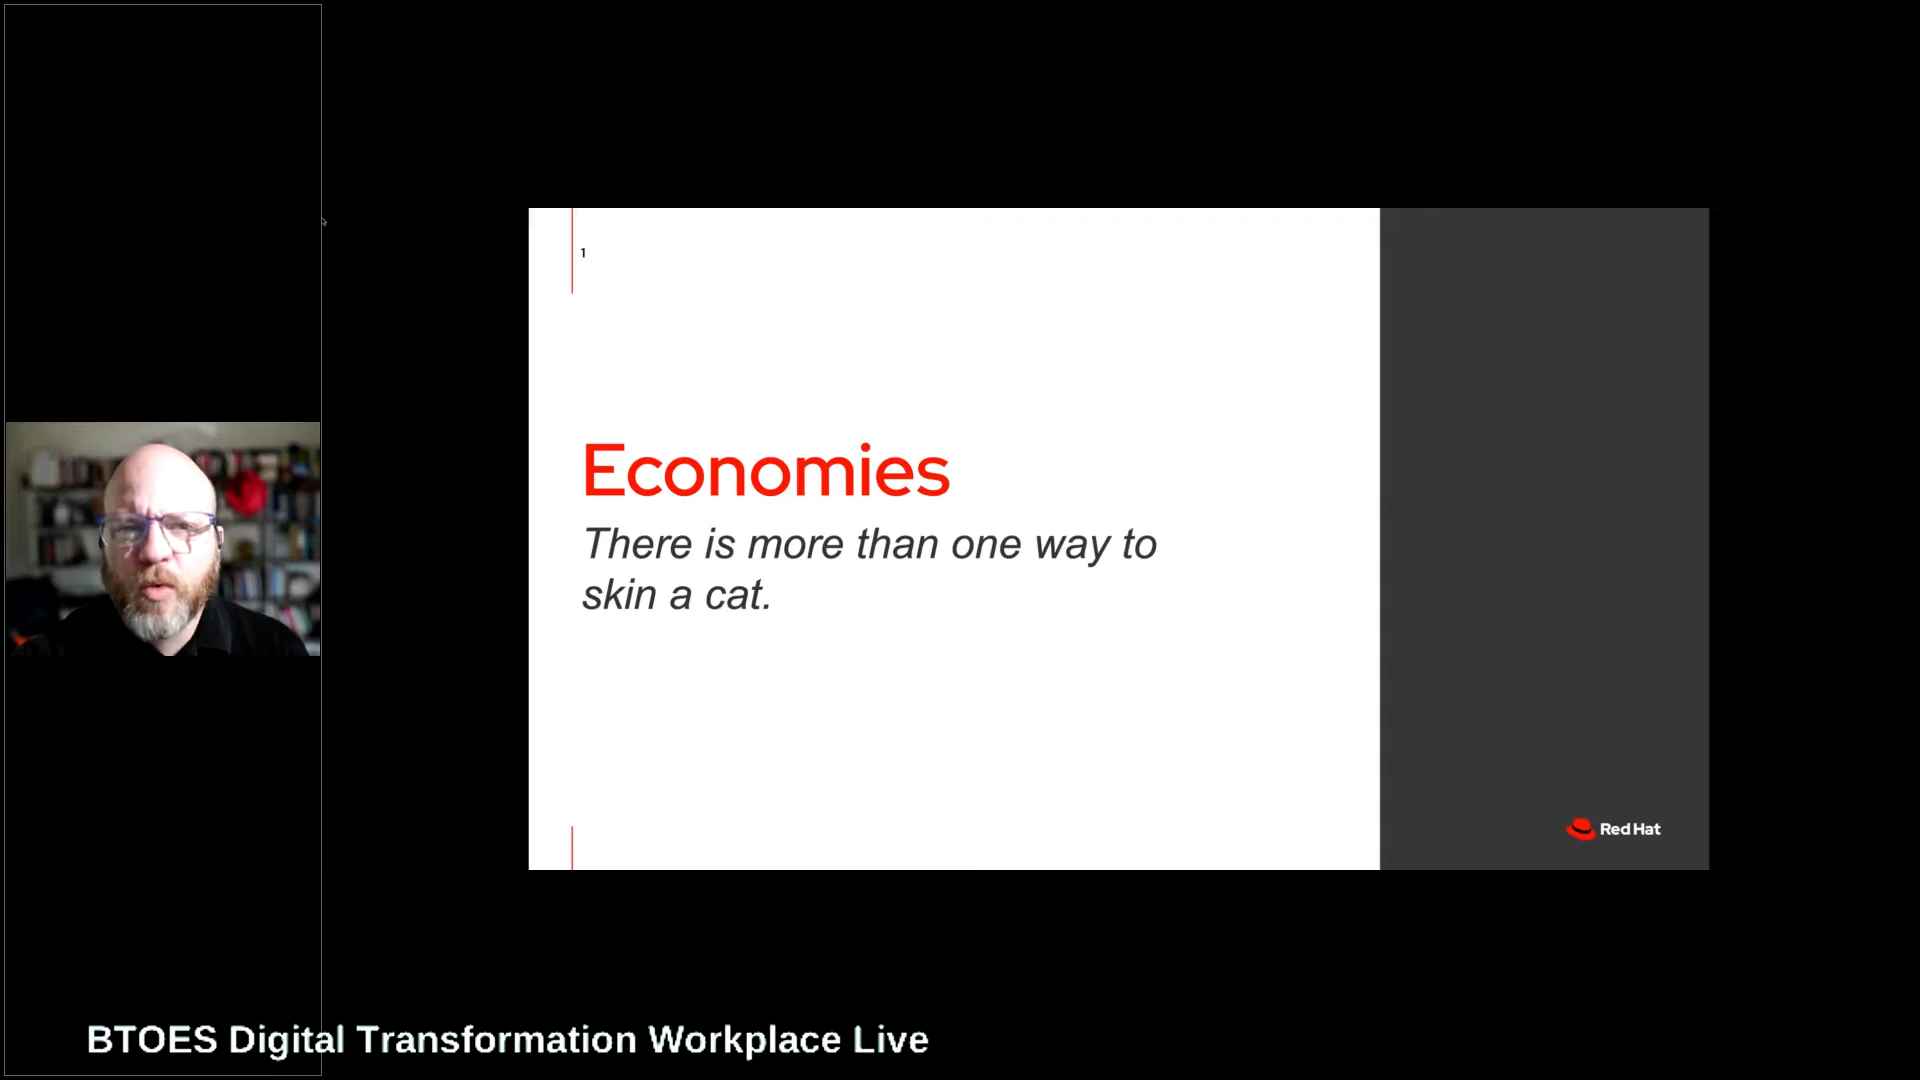 1
Economies
There is more than one way to
skin a cat.
Red Hat
BTOES Digital Transformation Workplace Live